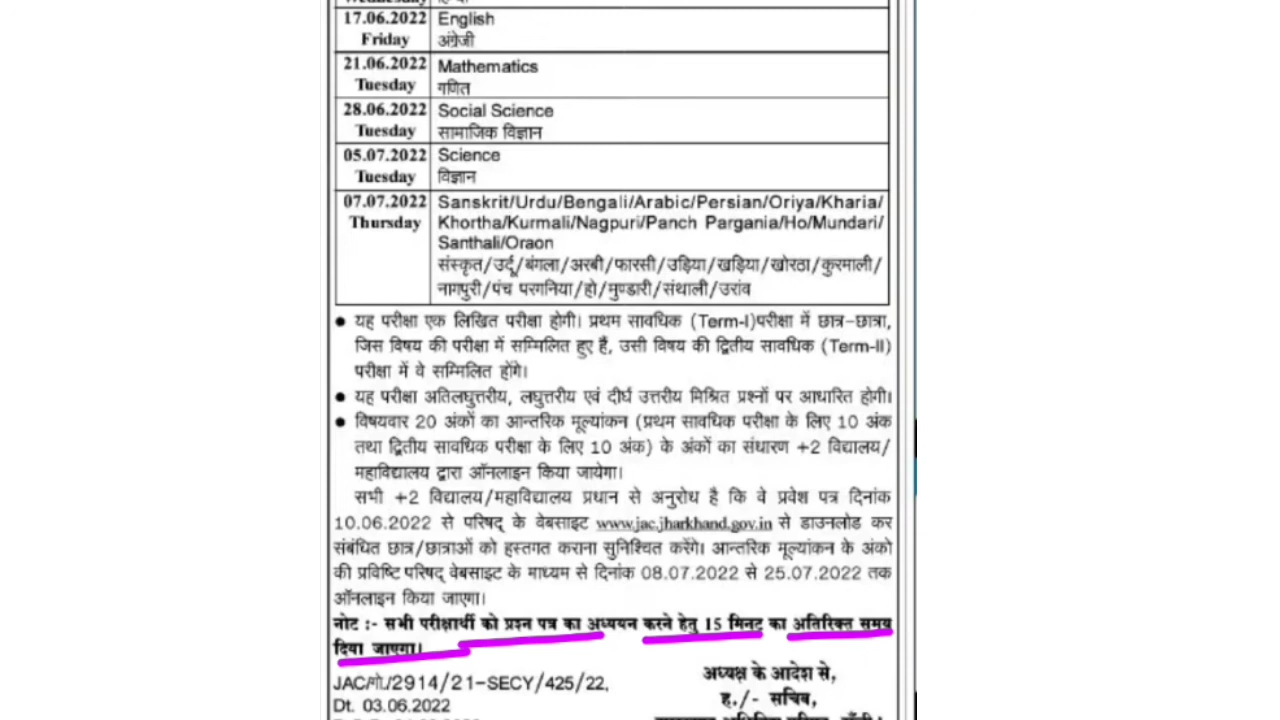 17.06.2022 English
Friday अंग्रेजी
21.06.2022 Mathematics
Tuesday गणित
28.06.2022 Social Science
Tuesday सामाजिक विज्ञान
05.07.2022 Science
Tuesday विज्ञान
07.07.2022 Sanskrit/Urdu/Bengali/Arabic/Persian/Oriya/Kharia/
Thursday Khortha/Kurmali/Nagpuri/Panch Pargania/Ho/Mundari/
Santhali/Oraon
संस्कृत/उर्दू/बंगला/अरबी/फारसी/उड़िया/खड़िया/खोरठा/कुरमाली/
नागपुरी/पंच परगनिया/हो/मुण्डारी/संथाली/उरांव
● यह परीक्षा एक लिखित परीक्षा होगी। प्रथम सावधिक (Term-I)परीक्षा में छात्र-छात्रा,
जिस विषय की परीक्षा में सम्मिलित हुए हैं, उसी विषय की द्वितीय सावधिक (Term-II)
परीक्षा में वे सम्मिलित होंगे।
● यह परीक्षा अतिलघुत्तरीय, लघुत्तरीय एवं दीर्घ उत्तरीय मिश्रित प्रश्नों पर आधारित होगी।
● विषयवार 20 अंकों का आन्तरिक मूल्यांकन (प्रथम सावधिक परीक्षा के लिए 10 अंक
तथा द्वितीय सावधिक परीक्षा के लिए 10 अंक) के अंकों का संधारण +2 विद्यालय/
महाविद्यालय द्वारा ऑनलाइन किया जायेगा।
सभी +2 विद्यालय/महाविद्यालय प्रधान से अनुरोध है कि वे प्रवेश पत्र दिनांक
10.06.2022 से परिषद् के वेबसाइट www.jac.jharkhand.gov.in से डाउनलोड कर
संबंधित छात्र/छात्राओं को हस्तगत कराना सुनिश्चित करेंगे। आन्तरिक मूल्यांकन के अंको
की प्रविष्टि परिषद् वेबसाइट के माध्यम से दिनांक 08.07.2022 से 25.07.2022 तक
ऑनलाइन किया जाएगा।
नोट :- सभी परीक्षार्थी को प्रश्न पत्र का अध्ययन करने हेतु 15 मिनट का अतिरिक्त समय
दिया जाएगा।
अध्यक्ष के आदेश से,
JAC/गो./2914/21-SECY/425/22,
ह./- सचिव,
Dt. 03.06.2022